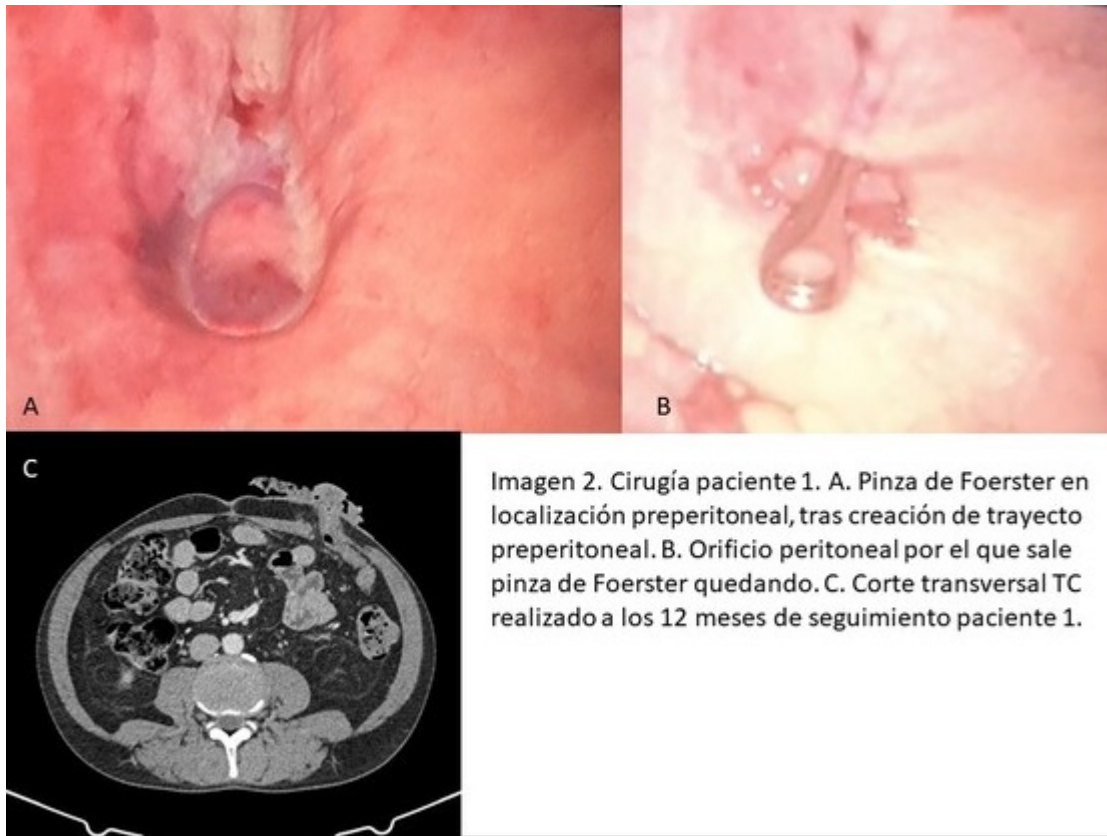 A
B
C
Imagen 2. Cirugía paciente 1. A. Pinza de Foerster en
localización preperitoneal, tras creación de trayecto
preperitoneal. B. Orificio peritoneal por el que sale
pinza de Foerster quedando. C. Corte transversal TC
realizado a los 12 meses de seguimiento paciente 1.